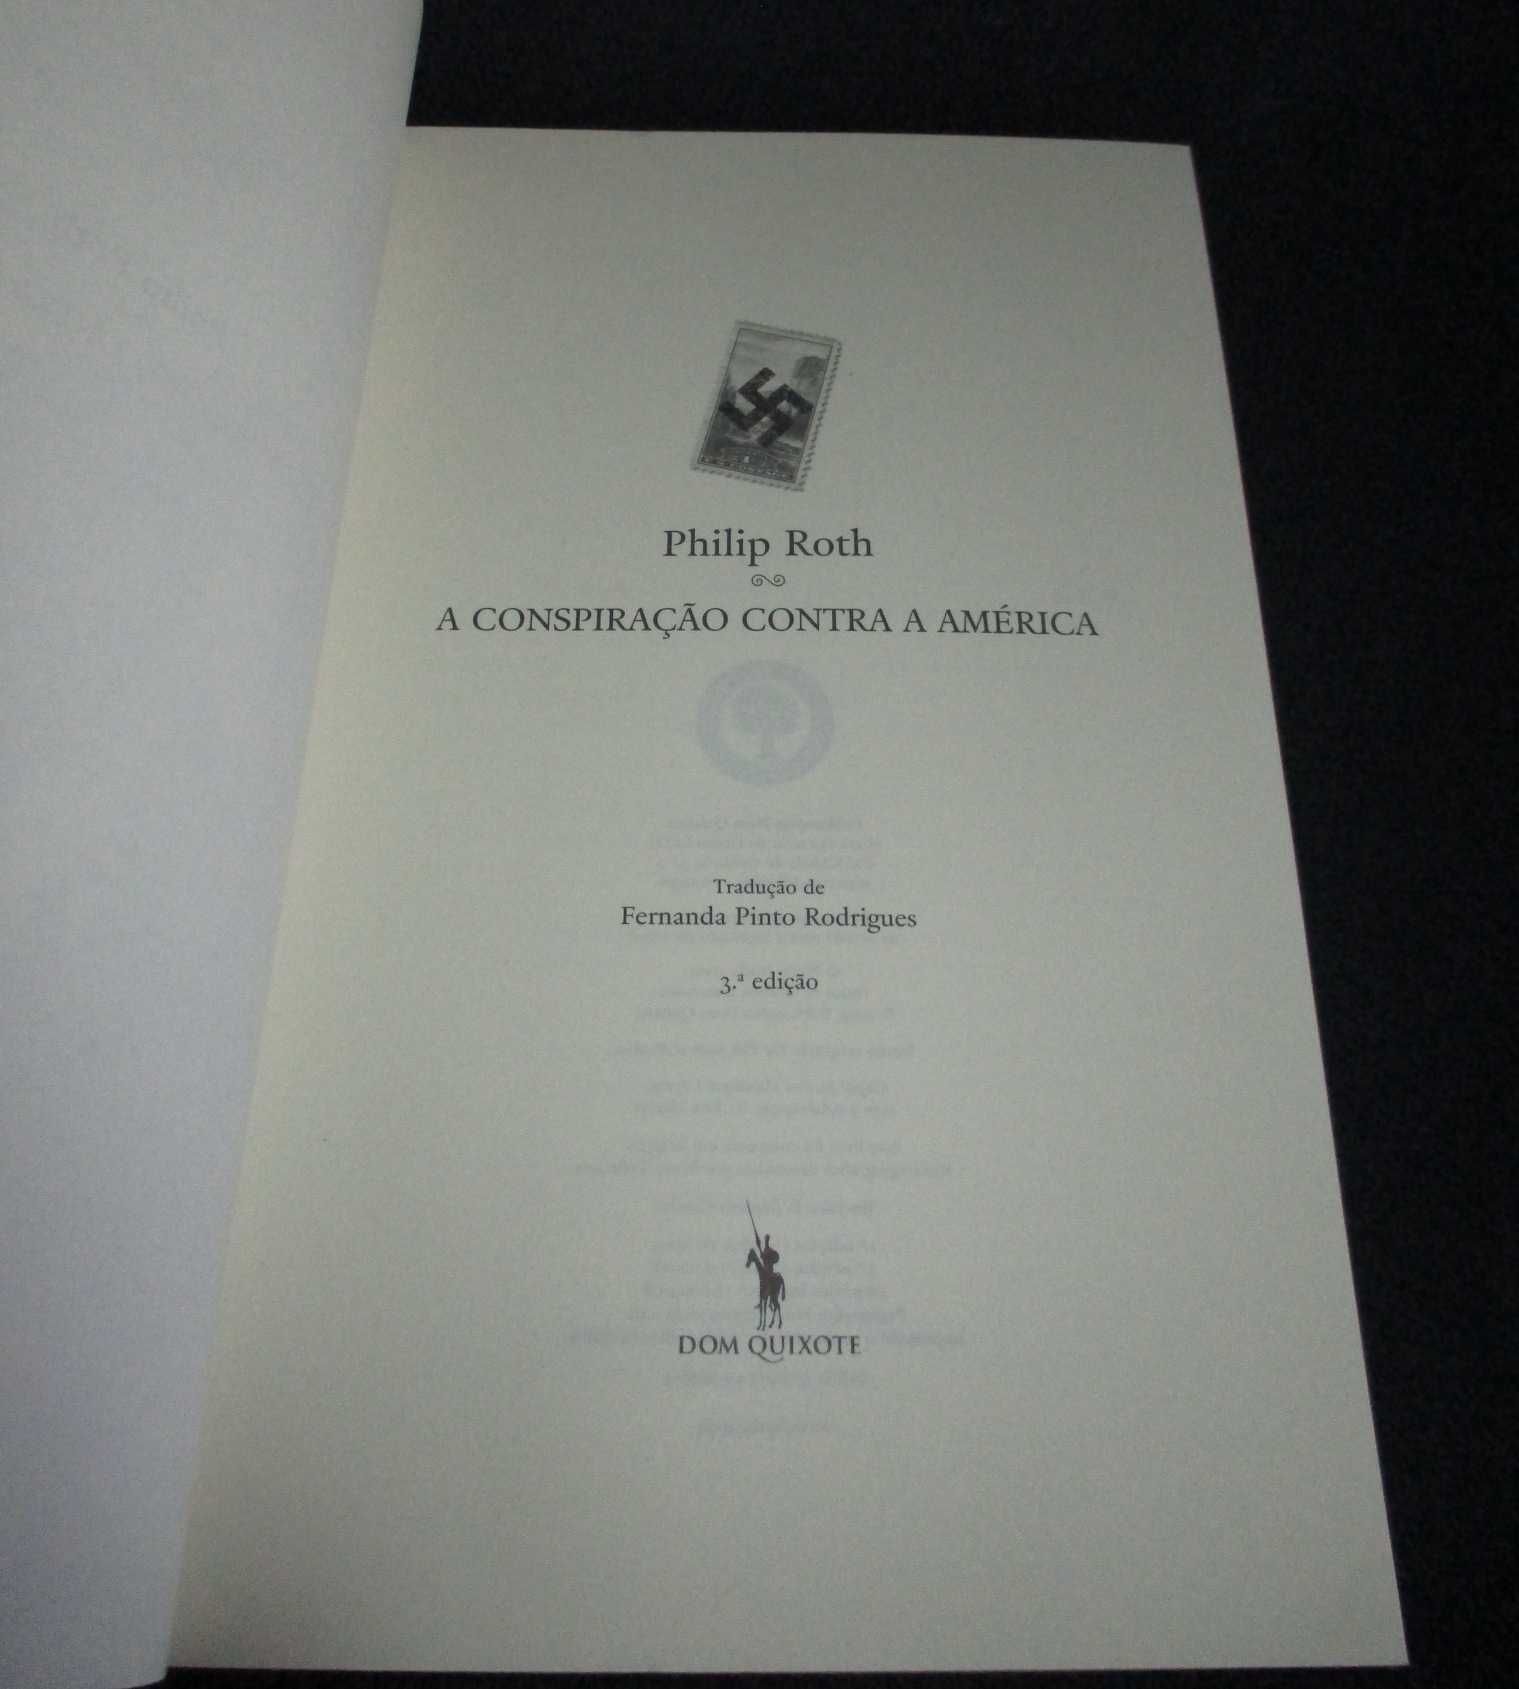 Philip Roth
A CONSPIRAÇÃO CONTRA A AMÉRICA
Tradução de
Fernanda Pinto Rodrigues
3.ª edição
DOM QUIXOTE